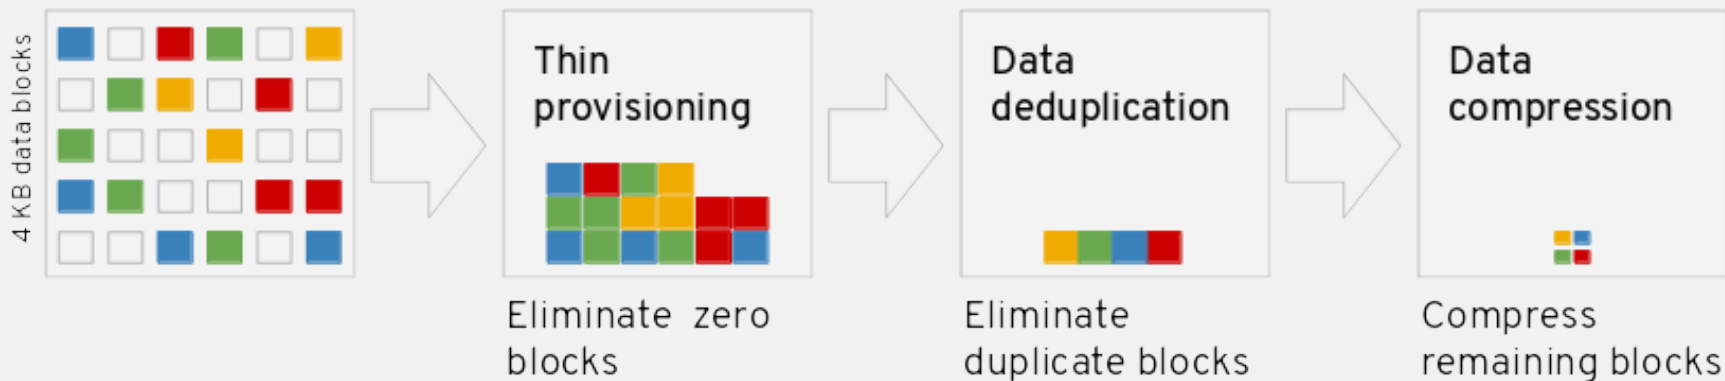 4 KB data blocks
Thin
provisioning
Eliminate zero
blocks
Data
deduplication
Eliminate
duplicate blocks
Data
compression
Compress
remaining blocks